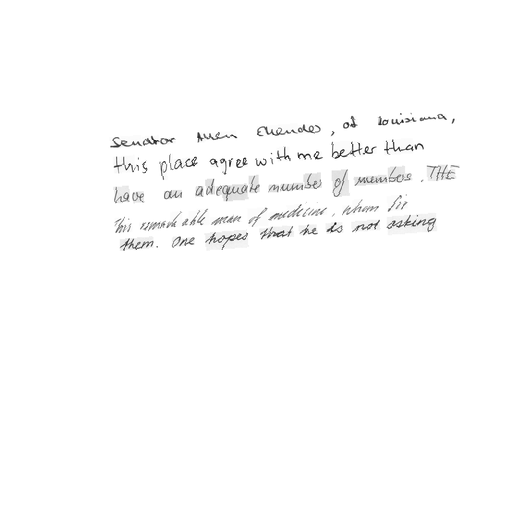 Senator Allen Ellender, of Louisiana,
this place agree with me better than
have an adequate number of members. THE
This remarkable man of medicine, whom Sir
them. One hopes that he is not asking